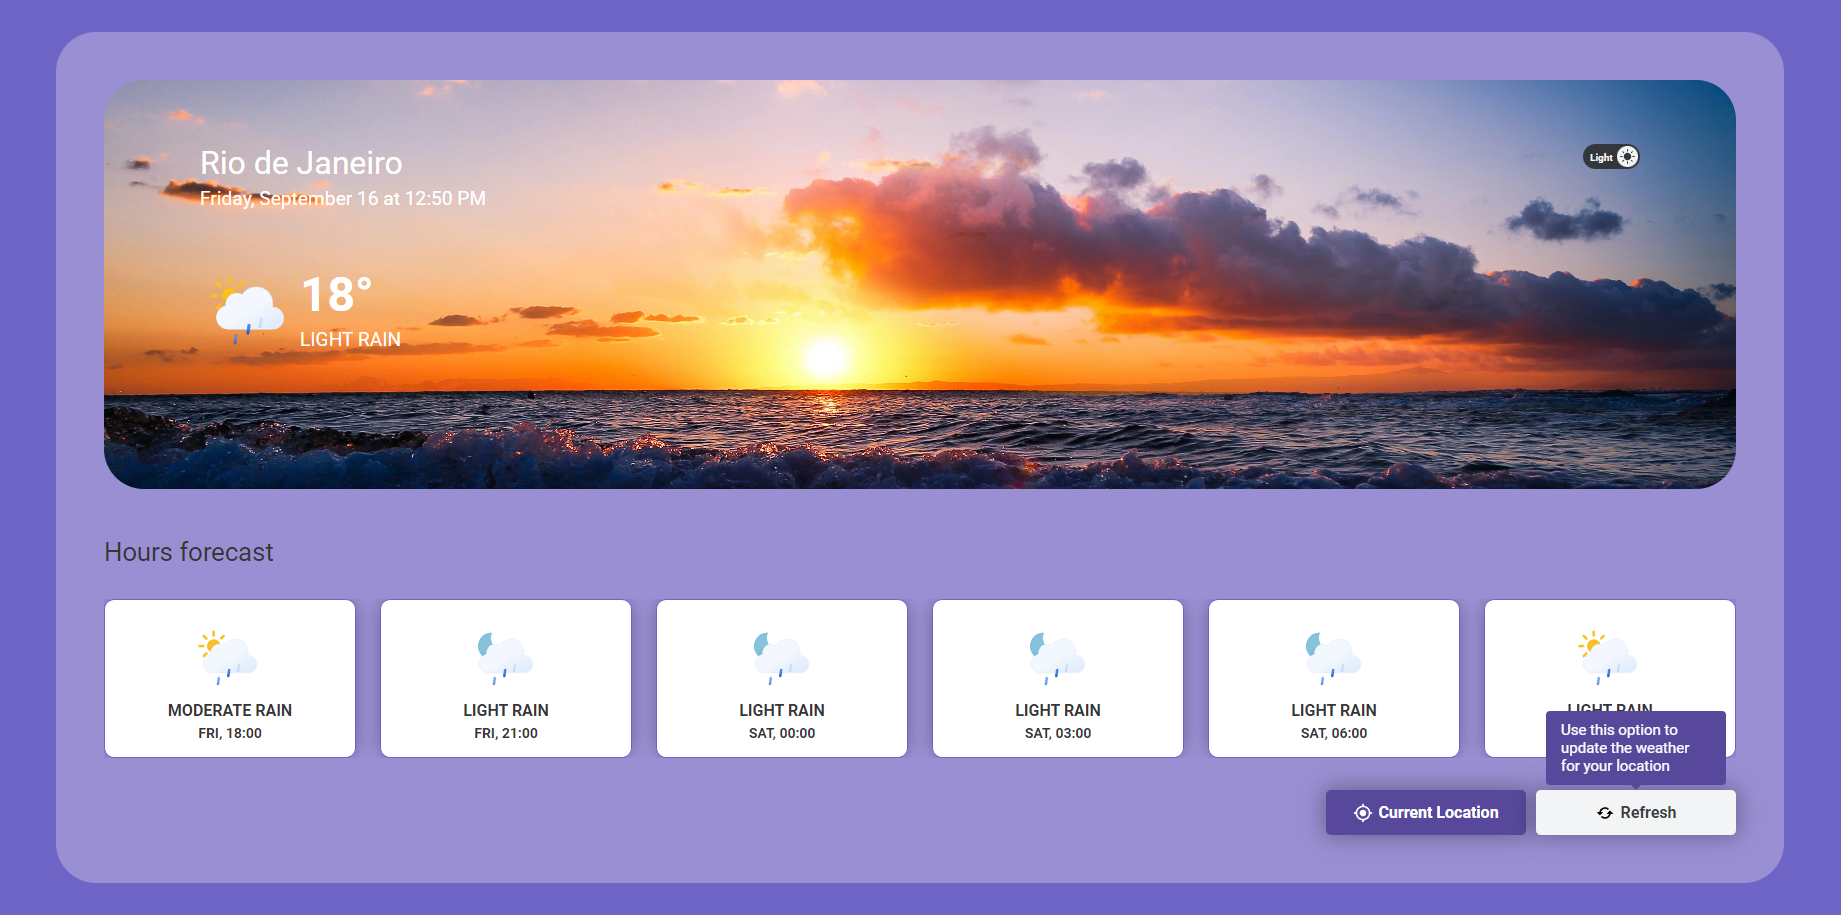 Rio de Janeiro
Friday, September 16 at 12:50 PM
Light
18°
LIGHT RAIN
Hours forecast
MODERATE RAIN
FRI, 18:00
LIGHT RAIN
FRI, 21:00
LIGHT RAIN
SAT, 00:00
LIGHT RAIN
SAT, 03:00
LIGHT RAIN
SAT, 06:00
LIGHT RAIN
Use this option to
update the weather
for your location
Current Location
Refresh